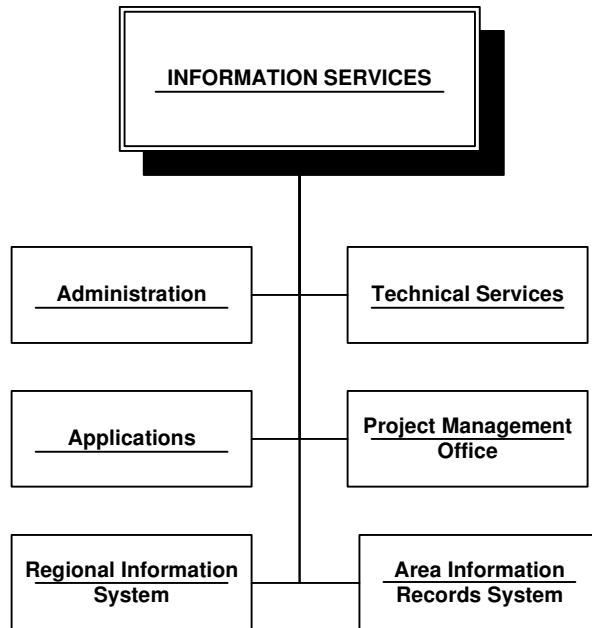 INFORMATION SERVICES
Administration
Technical Services
Applications
Project Management
Office
Regional Information
System
Area Information
Records System